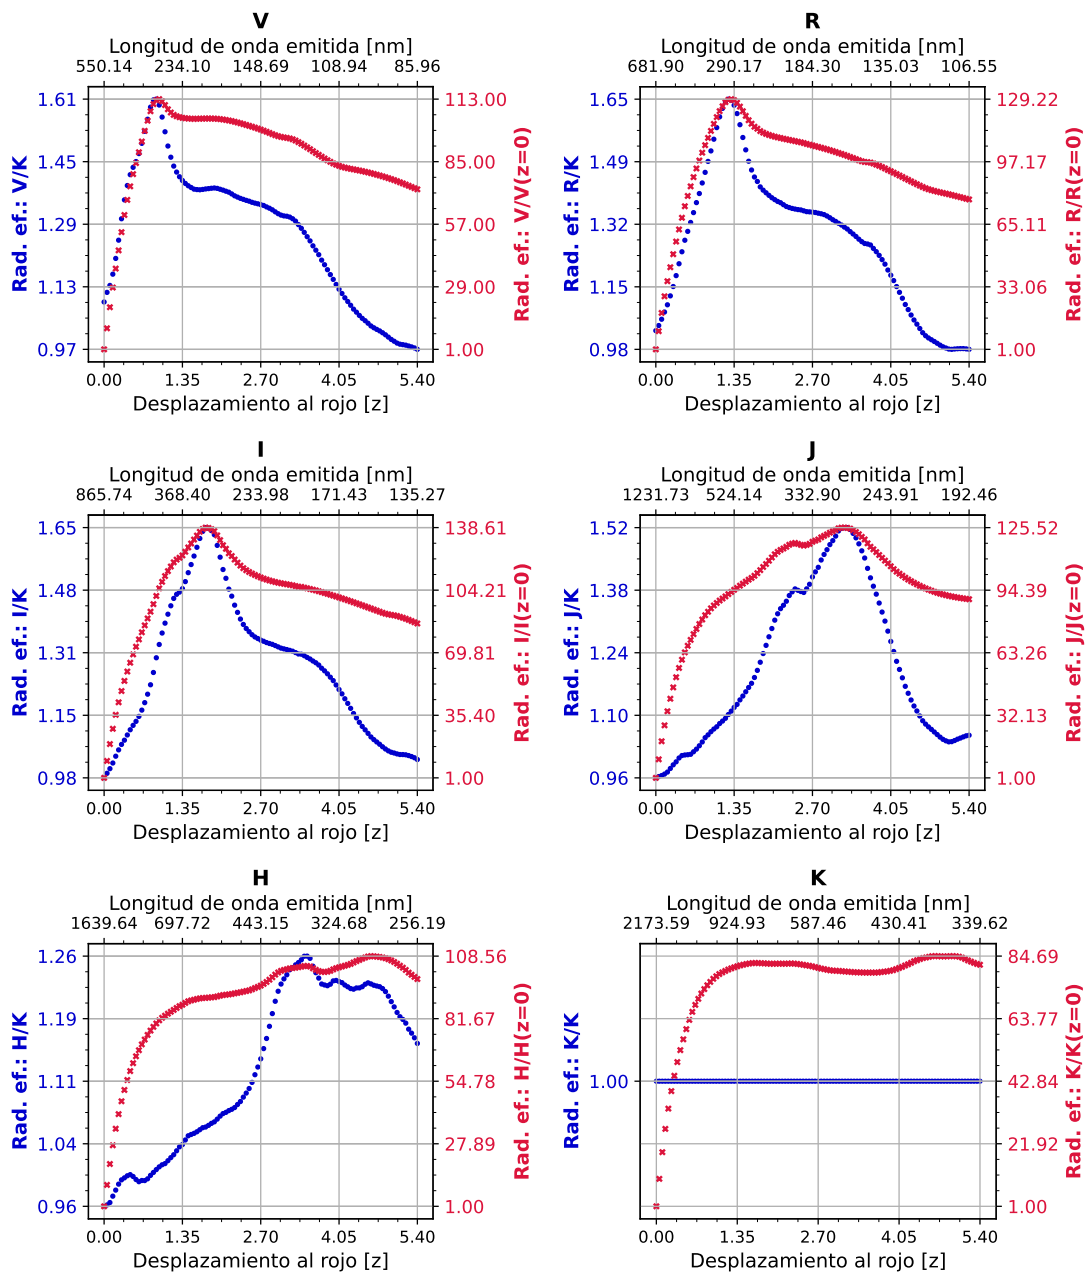 V
Longitud de onda emitida [nm]
550.14 234.10 148.69 108.94 85.96
1.61 1.45 1.29 1.13 0.97
Rad. ef.: V/K
113.00 85.00 57.00 29.00 1.00
Rad. ef.: V/V(z=0)
0.00 1.35 2.70 4.05 5.40
Desplazamiento al rojo [z]
R
Longitud de onda emitida [nm]
681.90 290.17 184.30 135.03 106.55
1.65 1.49 1.32 1.15 0.98
Rad. ef.: R/K
129.22 97.17 65.11 33.06 1.00
Rad. ef.: R/R(z=0)
0.00 1.35 2.70 4.05 5.40
Desplazamiento al rojo [z]
I
Longitud de onda emitida [nm]
865.74 368.40 233.98 171.43 135.27
1.65 1.48 1.31 1.15 0.98
Rad. ef.: I/K
138.61 104.21 69.81 35.40 1.00
Rad. ef.: I/I(z=0)
0.00 1.35 2.70 4.05 5.40
Desplazamiento al rojo [z]
J
Longitud de onda emitida [nm]
1231.73 524.14 332.90 243.91 192.46
1.52 1.38 1.24 1.10 0.96
Rad. ef.: J/K
125.52 94.39 63.26 32.13 1.00
Rad. ef.: J/J(z=0)
0.00 1.35 2.70 4.05 5.40
Desplazamiento al rojo [z]
H
Longitud de onda emitida [nm]
1639.64 697.72 443.15 324.68 256.19
1.26 1.19 1.11 1.04 0.96
Rad. ef.: H/K
108.56 81.67 54.78 27.89 1.00
Rad. ef.: H/H(z=0)
0.00 1.35 2.70 4.05 5.40
Desplazamiento al rojo [z]
K
Longitud de onda emitida [nm]
2173.59 924.93 587.46 430.41 339.62
1.00
Rad. ef.: K/K
84.69 63.77 42.84 21.92 1.00
Rad. ef.: K/K(z=0)
0.00 1.35 2.70 4.05 5.40
Desplazamiento al rojo [z]